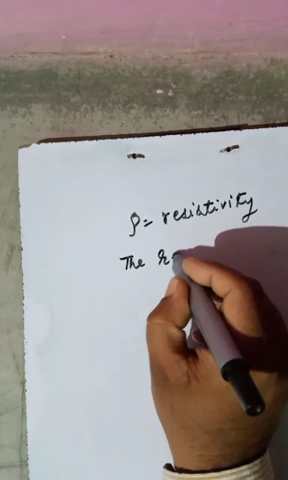 ρ = resistivity
The